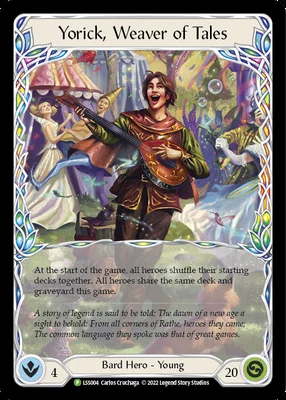 Yorick, Weaver of Tales
At the start of the game, all heroes shuffle their starting
decks together. All heroes share the same deck and
graveyard this game.
A story of legend is said to be told; The dawn of a new age a
sight to behold; From all corners of Rathe, heroes they came;
The common language they spoke was that of great games.
4
Bard Hero - Young
20
P LSS004 Carlos Cruchaga © 2022 Legend Story Studios